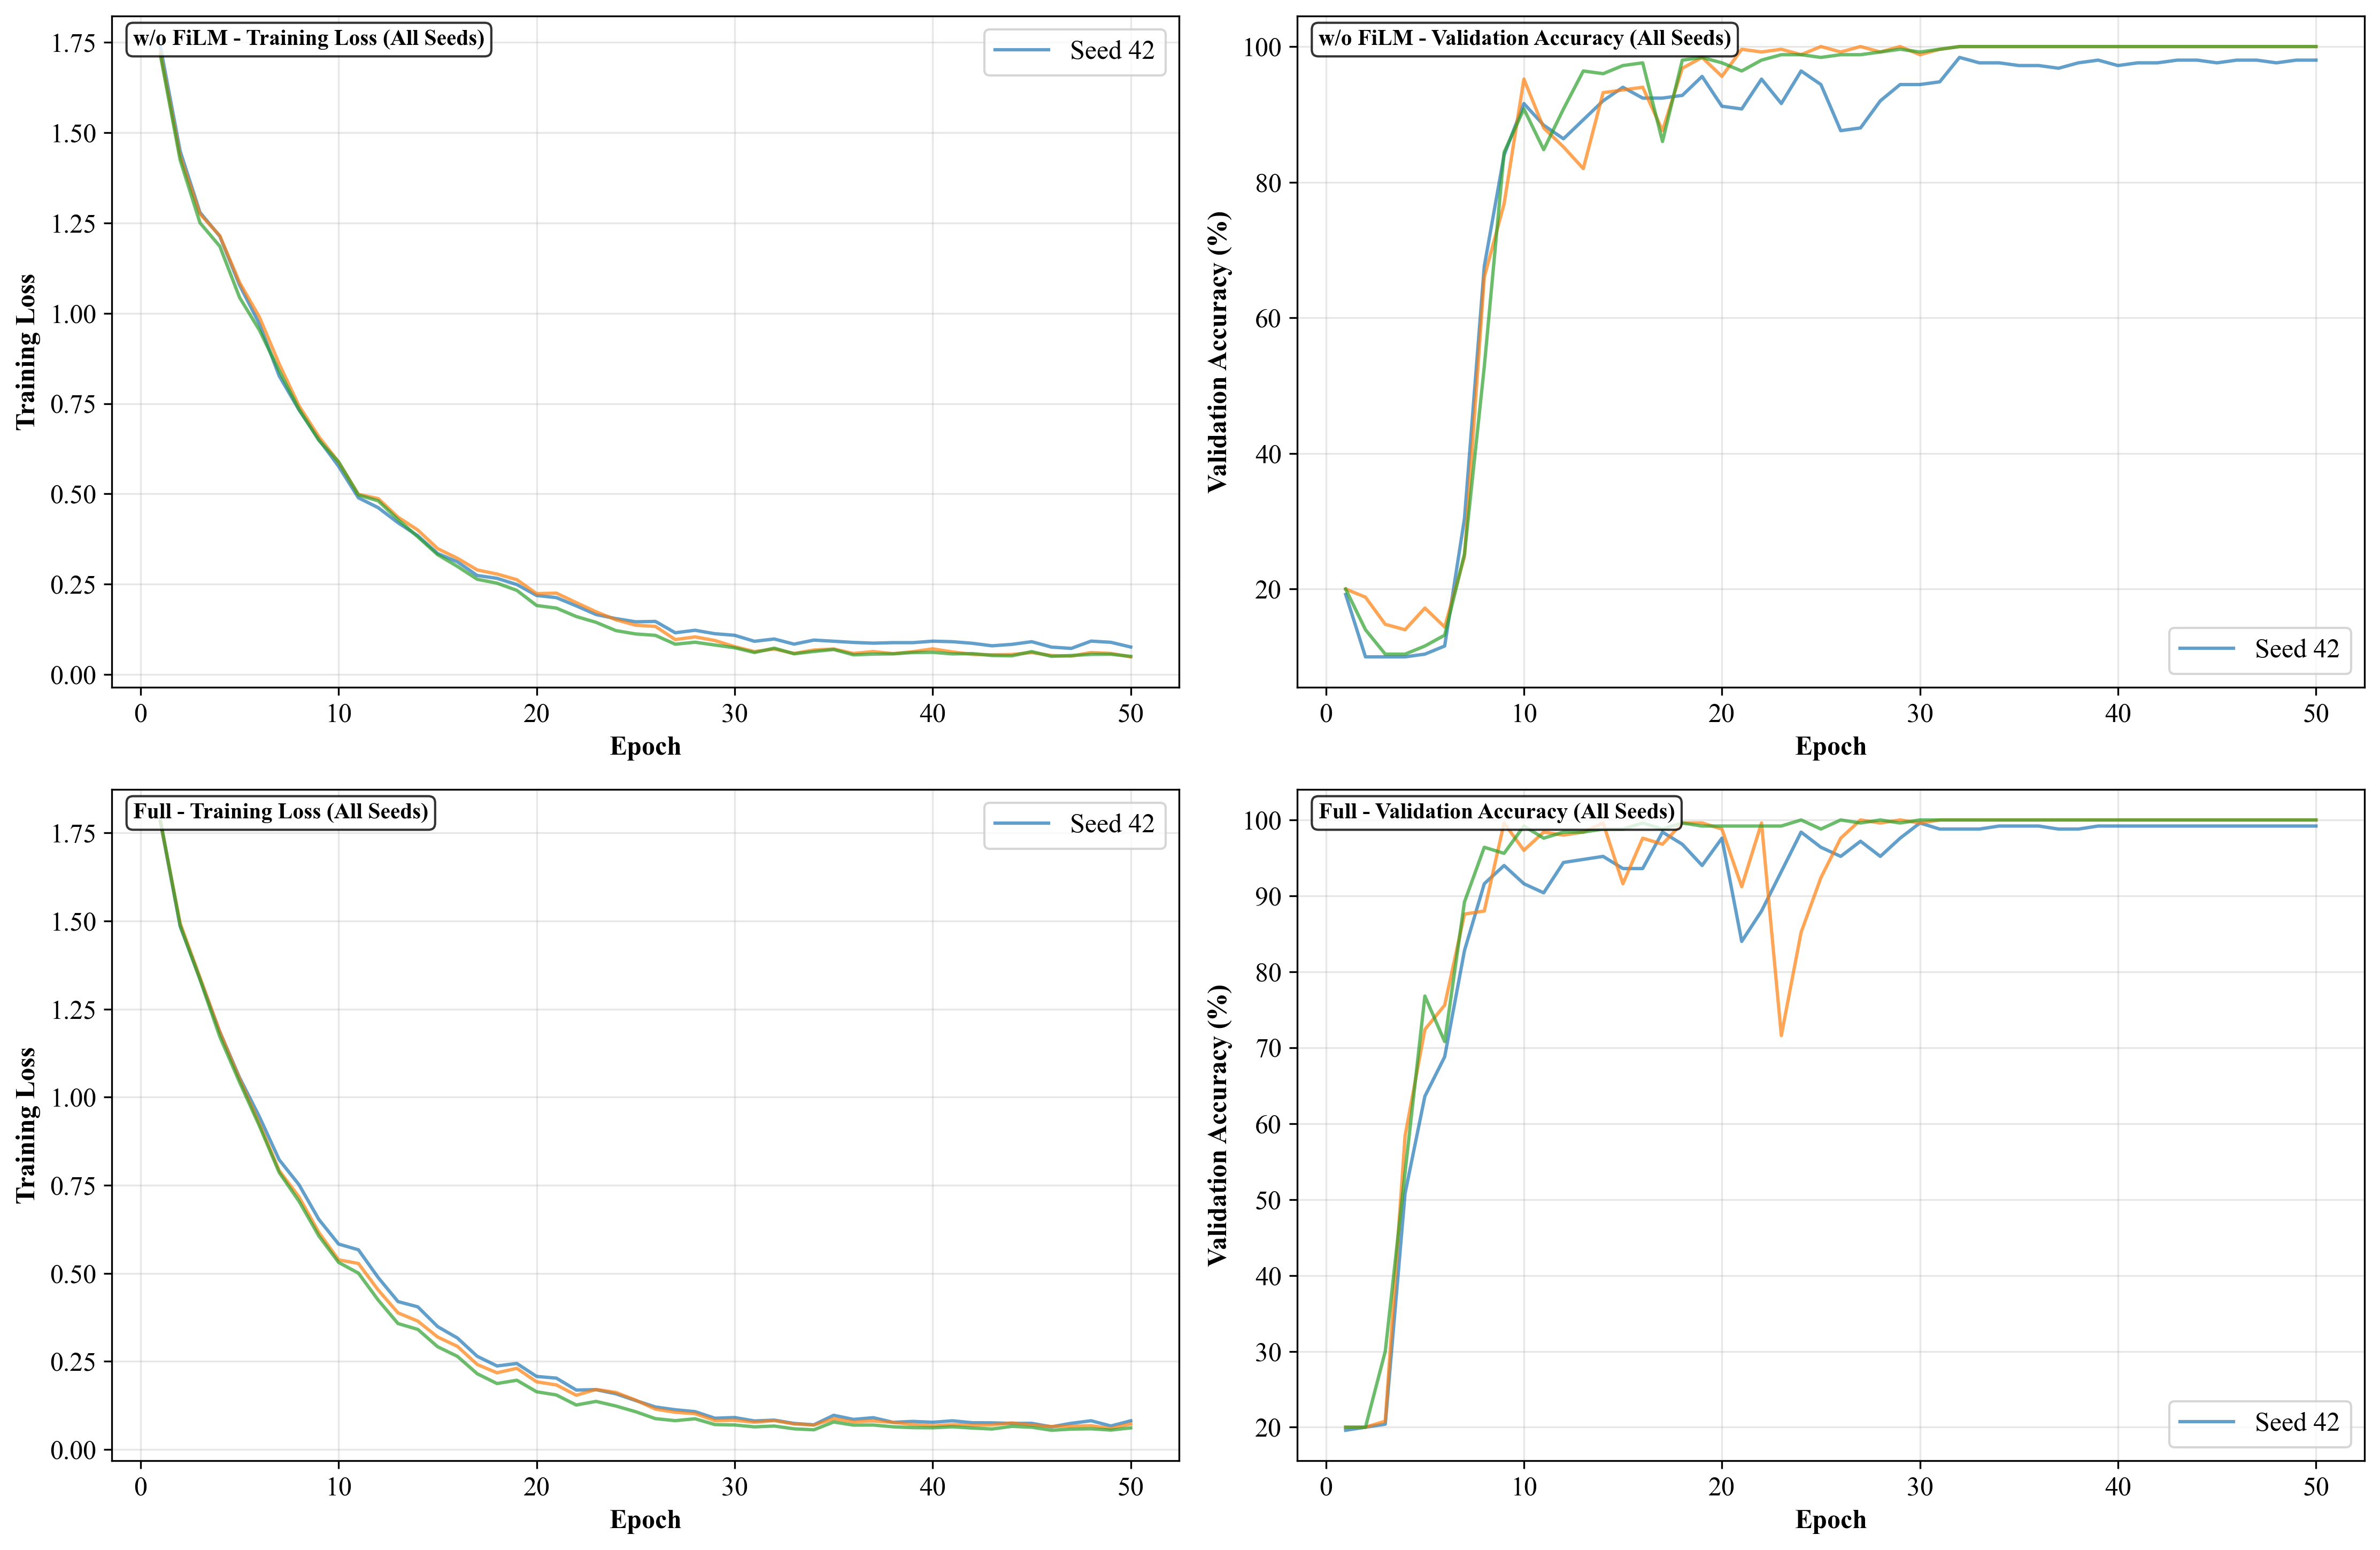 w/o FiLM - Training Loss (All Seeds)
Seed 42
1.75
1.50
1.25
1.00
0.75
0.50
0.25
0.00
Training Loss
0 10 20 30 40 50
Epoch
w/o FiLM - Validation Accuracy (All Seeds)
100
80
60
40
20
Validation Accuracy (%)
Seed 42
0 10 20 30 40 50
Epoch
Full - Training Loss (All Seeds)
Seed 42
1.75
1.50
1.25
1.00
0.75
0.50
0.25
0.00
Training Loss
0 10 20 30 40 50
Epoch
Full - Validation Accuracy (All Seeds)
100
90
80
70
60
50
40
30
20
Validation Accuracy (%)
Seed 42
0 10 20 30 40 50
Epoch